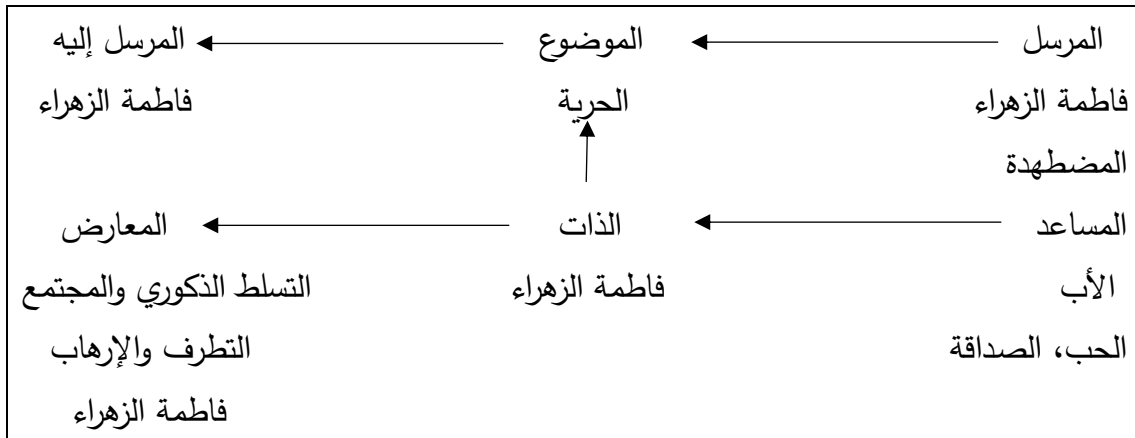 المرسل الموضوع المرسل إليه
فاطمة الزهراء الحرية فاطمة الزهراء
المضطهدة
المساعد الذات المعارض
الأب فاطمة الزهراء التسلط الذكوري والمجتمع
الحب، الصداقة التطرف والإرهاب
فاطمة الزهراء